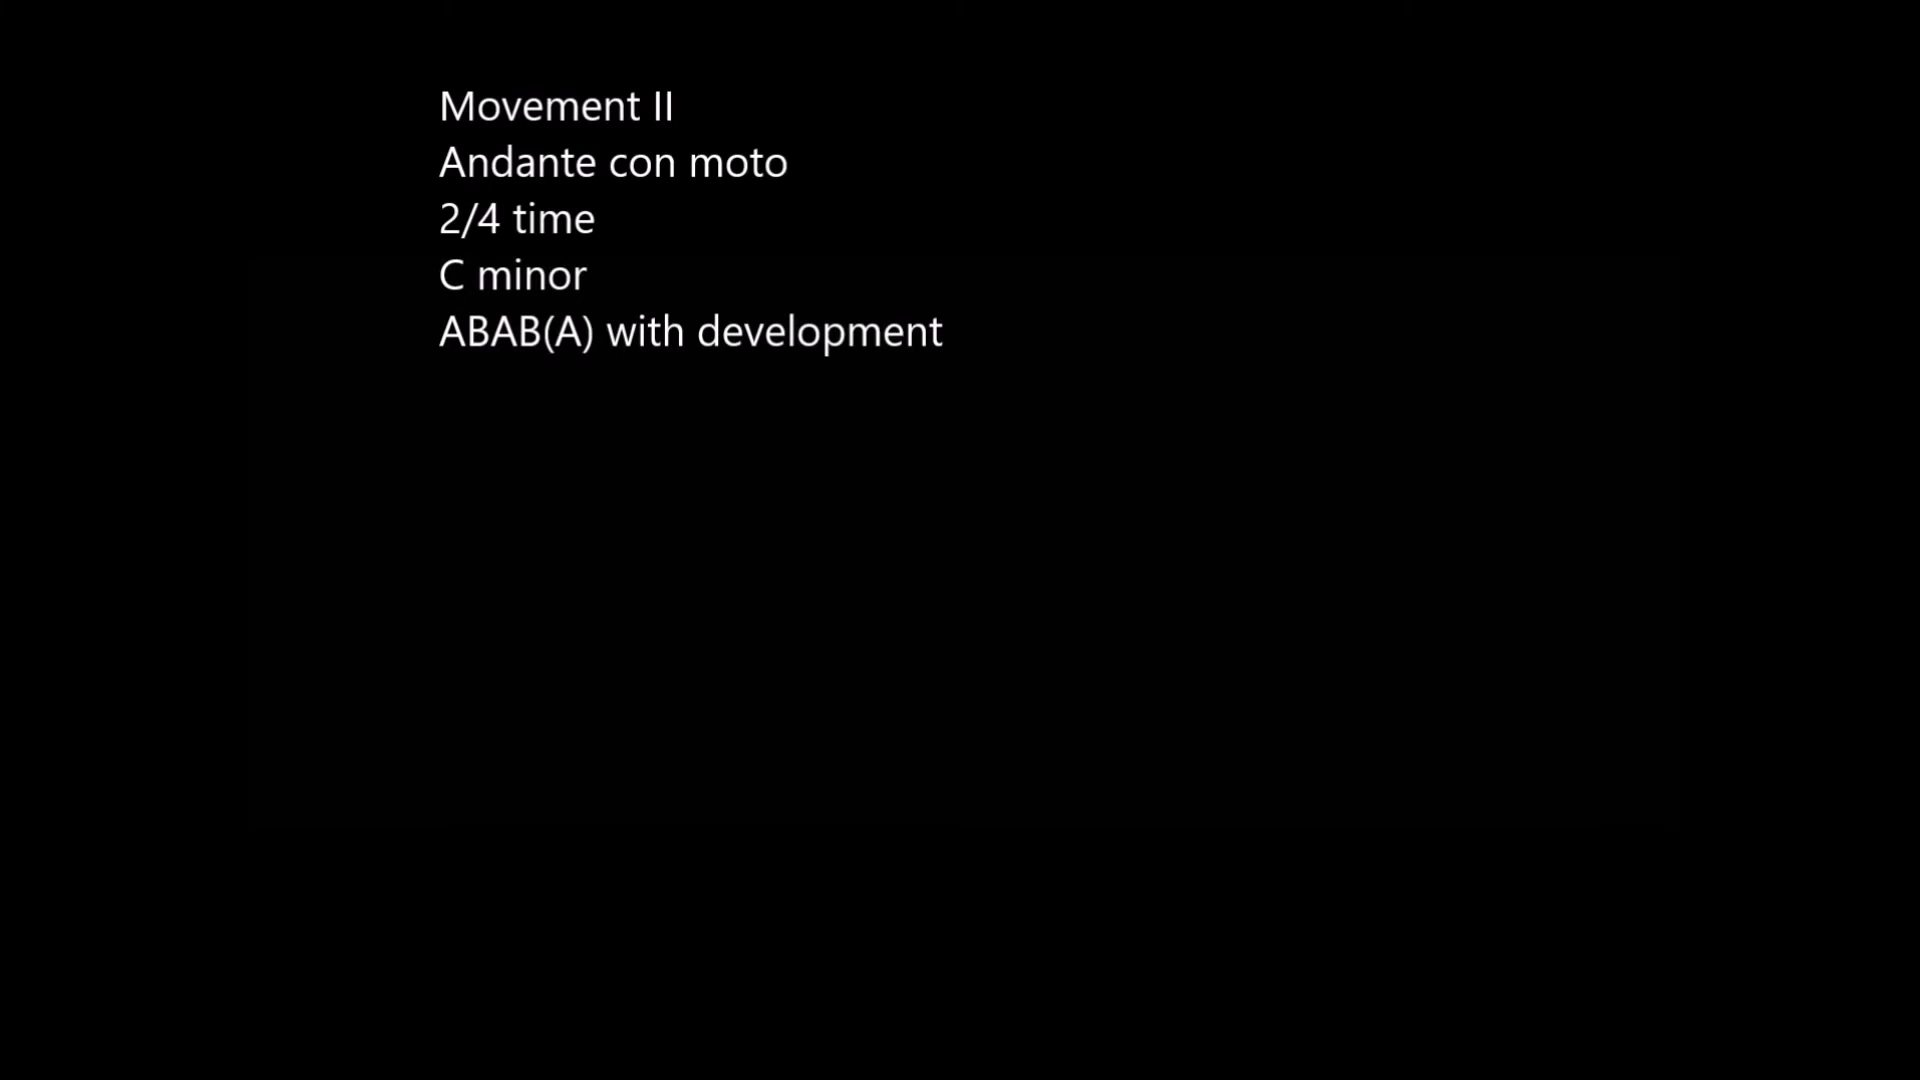 Movement II
Andante con moto
2/4 time
C minor
ABAB(A) with development